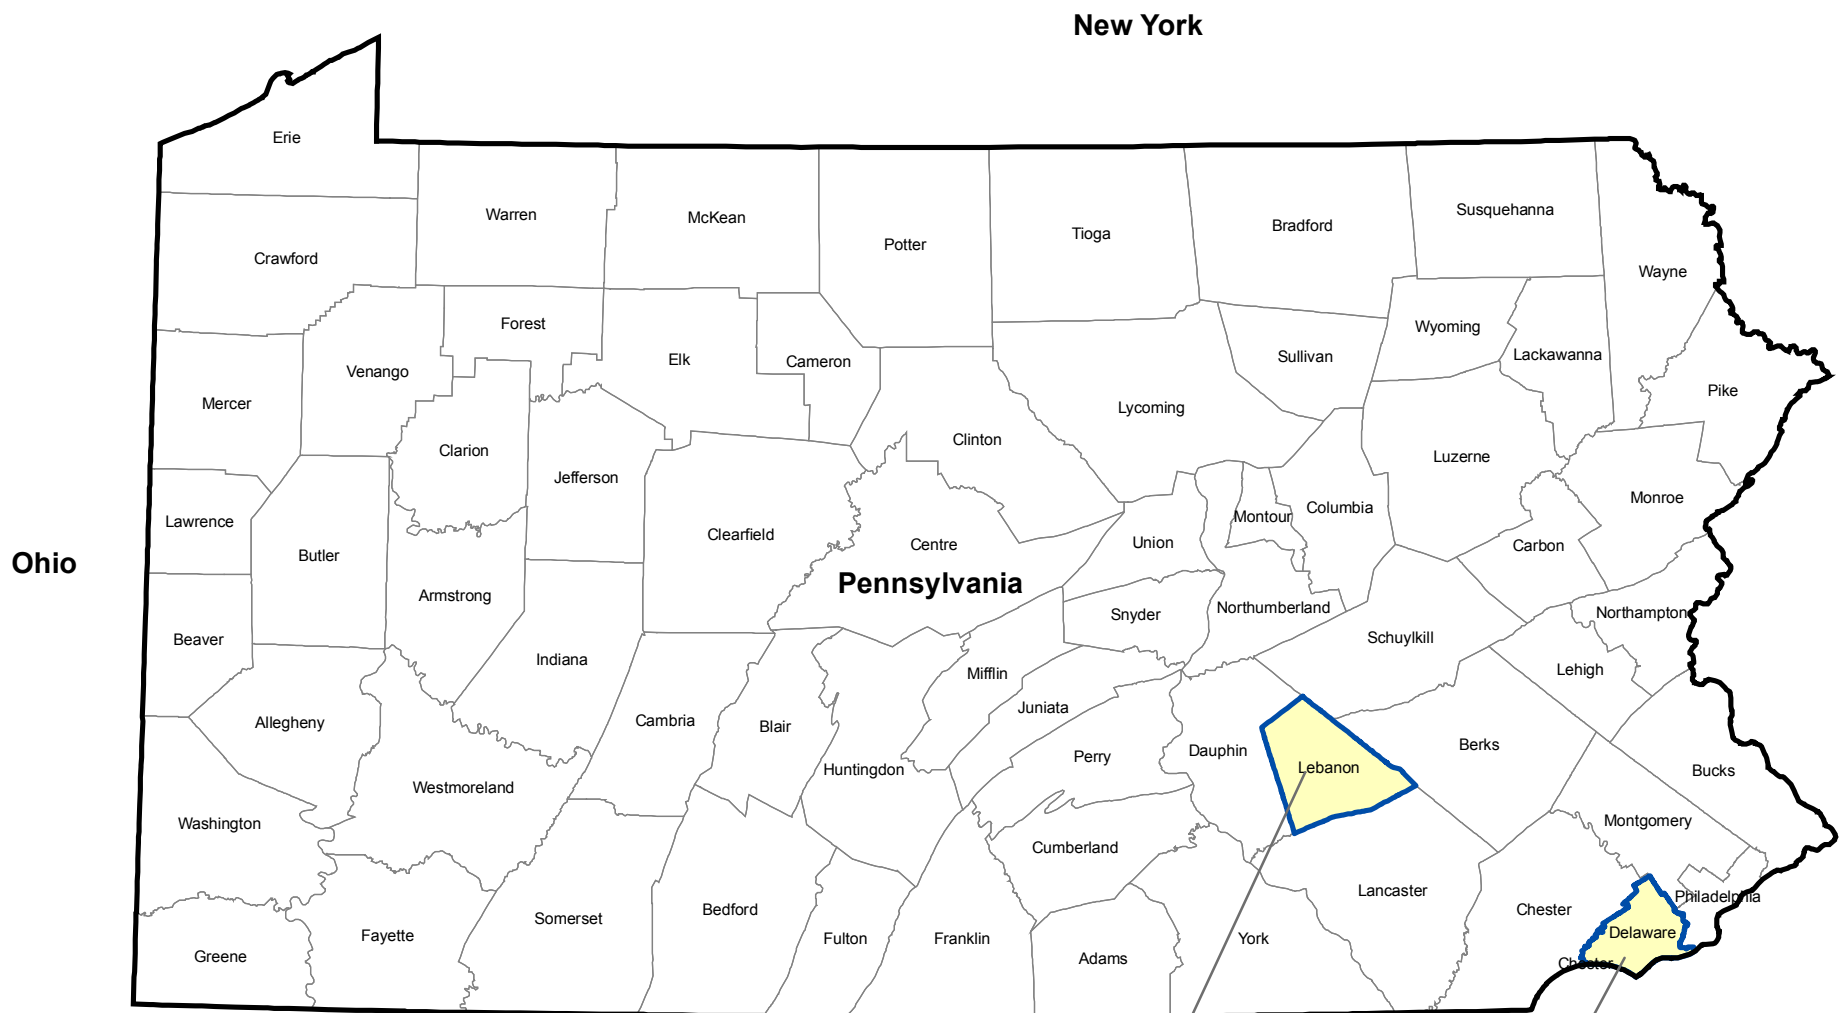 New York
Erie
Warren
McKean
Susquehanna
Bradford
Tioga
Potter
Crawford
Wayne
Forest
Wyoming
Elk
Cameron
Sullivan
Lackawanna
Venango
Pike
Mercer
Lycoming
Clinton
Clarion
Luzerne
Jefferson
Monroe
Columbia
Montour
Lawrence
Clearfield
Centre
Union
Carbon
Butler
Ohio
Pennsylvania
Armstrong
Northumberland
Northampton
Snyder
Beaver
Schuylkill
Indiana
Mifflin
Lehigh
Juniata
Cambria
Allegheny
Blair
Dauphin
Berks
Perry
Lebanon
Huntingdon
Bucks
Westmoreland
Washington
Montgomery
Cumberland
Lancaster
Philadelphia
Bedford
Chester
Somerset
Delaware
Fayette
Fulton
Franklin
York
Greene
Adams
Chester